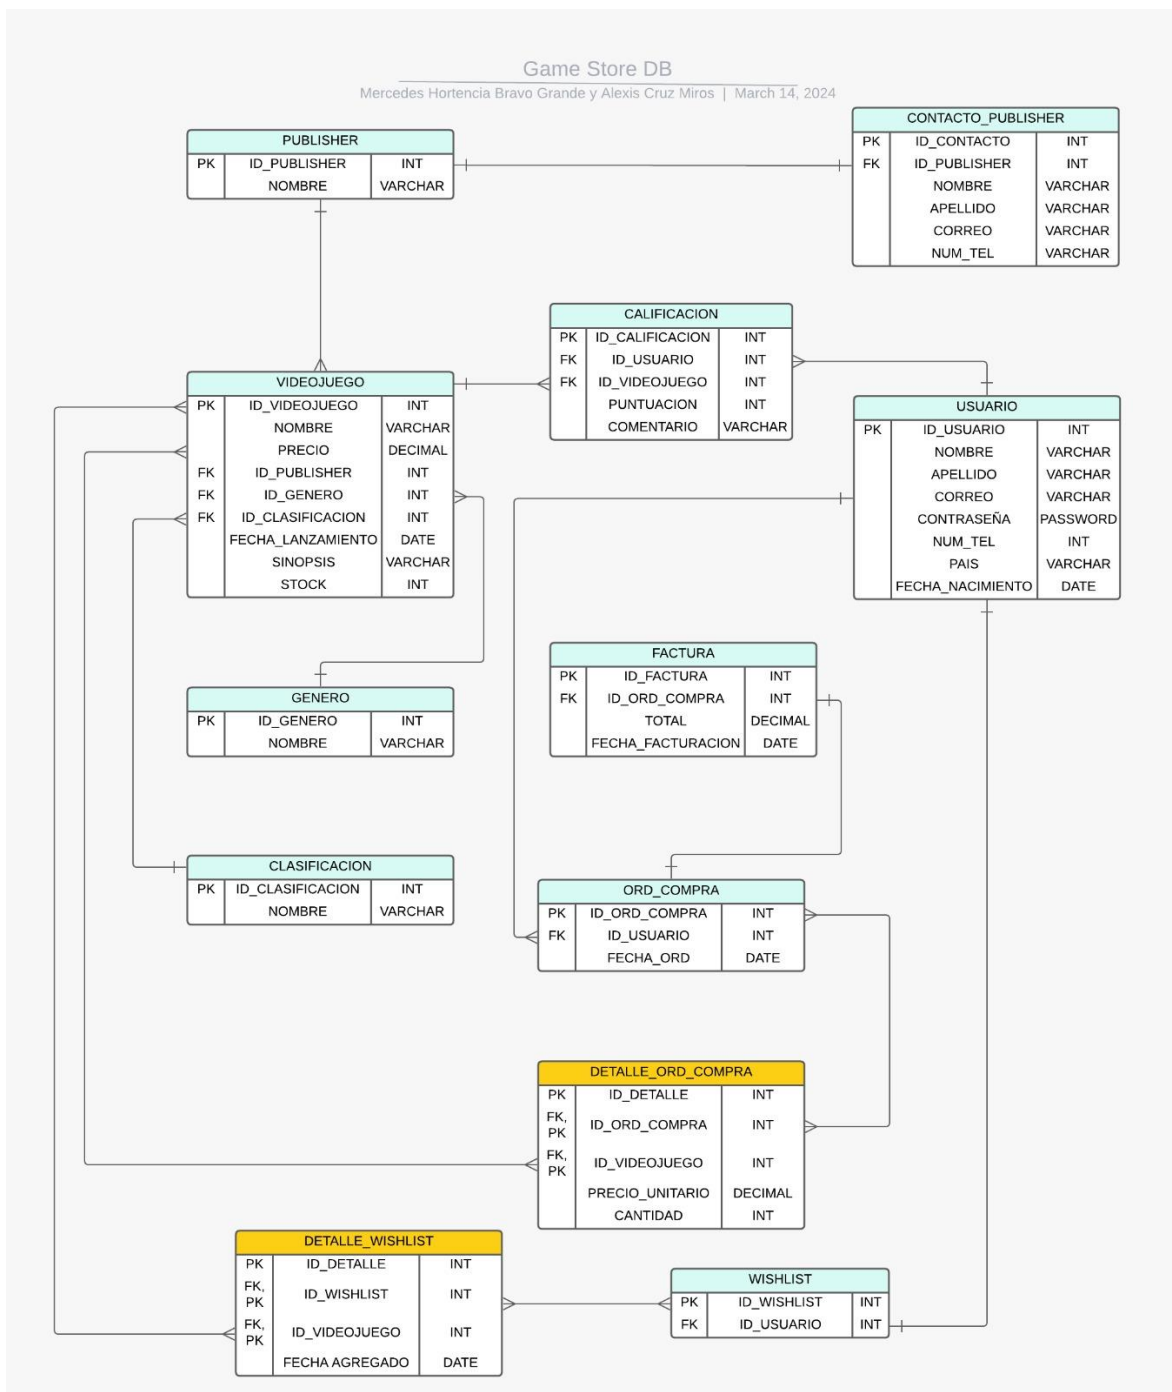 Game Store DB
Mercedes Hortencia Bravo Grande y Alexis Cruz Miros | March 14, 2024
PUBLISHER
PK ID_PUBLISHER INT
NOMBRE VARCHAR
CONTACTO_PUBLISHER
PK ID_CONTACTO INT
FK ID_PUBLISHER INT
NOMBRE VARCHAR
APELLIDO VARCHAR
CORREO VARCHAR
NUM_TEL VARCHAR
CALIFICACION
PK ID_CALIFICACION INT
FK ID_USUARIO INT
FK ID_VIDEOJUEGO INT
PUNTUACION INT
COMENTARIO VARCHAR
VIDEOJUEGO
PK ID_VIDEOJUEGO INT
NOMBRE VARCHAR
PRECIO DECIMAL
FK ID_PUBLISHER INT
FK ID_GENERO INT
FK ID_CLASIFICACION INT
FECHA_LANZAMIENTO DATE
SINOPSIS VARCHAR
STOCK INT
USUARIO
PK ID_USUARIO INT
NOMBRE VARCHAR
APELLIDO VARCHAR
CORREO VARCHAR
CONTRASEÑA PASSWORD
NUM_TEL INT
PAIS VARCHAR
FECHA_NACIMIENTO DATE
FACTURA
PK ID_FACTURA INT
FK ID_ORD_COMPRA INT
TOTAL DECIMAL
FECHA_FACTURACION DATE
GENERO
PK ID_GENERO INT
NOMBRE VARCHAR
CLASIFICACION
PK ID_CLASIFICACION INT
NOMBRE VARCHAR
ORD_COMPRA
PK ID_ORD_COMPRA INT
FK ID_USUARIO INT
FECHA_ORD DATE
DETALLE_ORD_COMPRA
PK ID_DETALLE INT
FK,
PK ID_ORD_COMPRA INT
FK,
PK ID_VIDEOJUEGO INT
PRECIO_UNITARIO DECIMAL
CANTIDAD INT
DETALLE_WISHLIST
PK ID_DETALLE INT
FK,
PK ID_WISHLIST INT
FK,
PK ID_VIDEOJUEGO INT
FECHA AGREGADO DATE
WISHLIST
PK ID_WISHLIST INT
FK ID_USUARIO INT